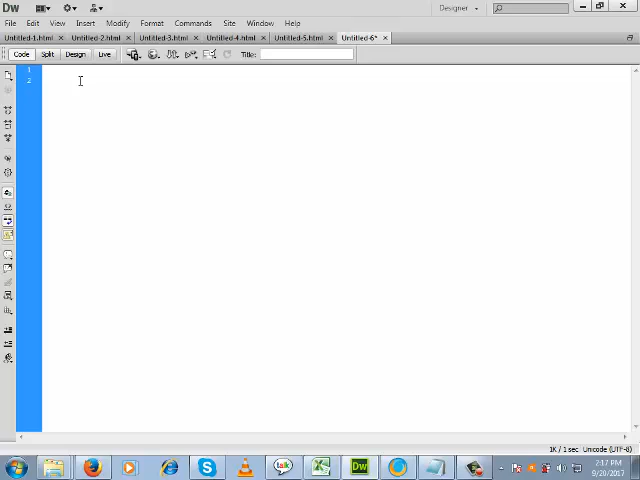 Dw Designer
File Edit View Insert Modify Format Commands Site Window Help
Untitled-1.html × Untitled-2.html × Untitled-3.html × Untitled-4.html × Untitled-5.html × Untitled-6* ×
Code Split Design Live Title:
1
2
1K / 1 sec Unicode (UTF-8)
talk Dw 2:17 PM
9/20/2017